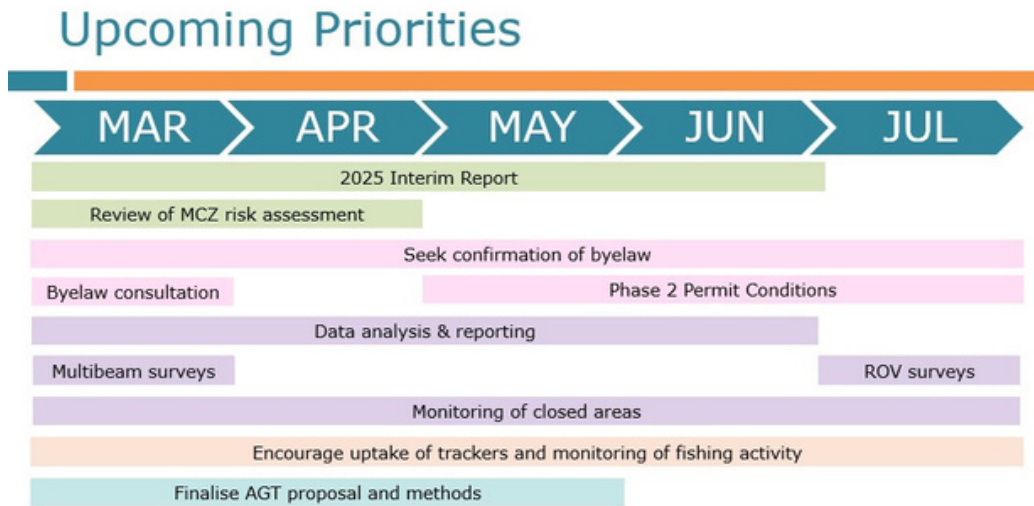 Upcoming Priorities
MAR APR MAY JUN JUL
2025 Interim Report
Review of MCZ risk assessment
Seek confirmation of byelaw
Byelaw consultation Phase 2 Permit Conditions
Data analysis & reporting
Multibeam surveys ROV surveys
Monitoring of closed areas
Encourage uptake of trackers and monitoring of fishing activity
Finalise AGT proposal and methods